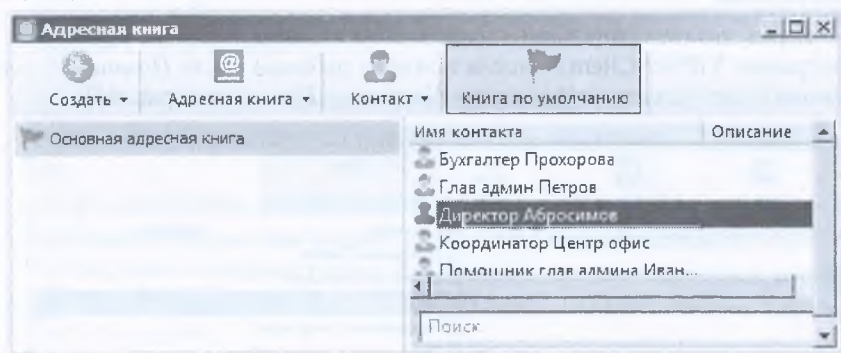 Адресная книга
Создать Адресная книга Контакт Книга по умолчанию
Основная адресная книга
Имя контакта Описание
Бухгалтер Прохорова
Глав админ Петров
Директор Абросимов
Координатор Центр офис
Помощник глав админа Иван...
Поиск